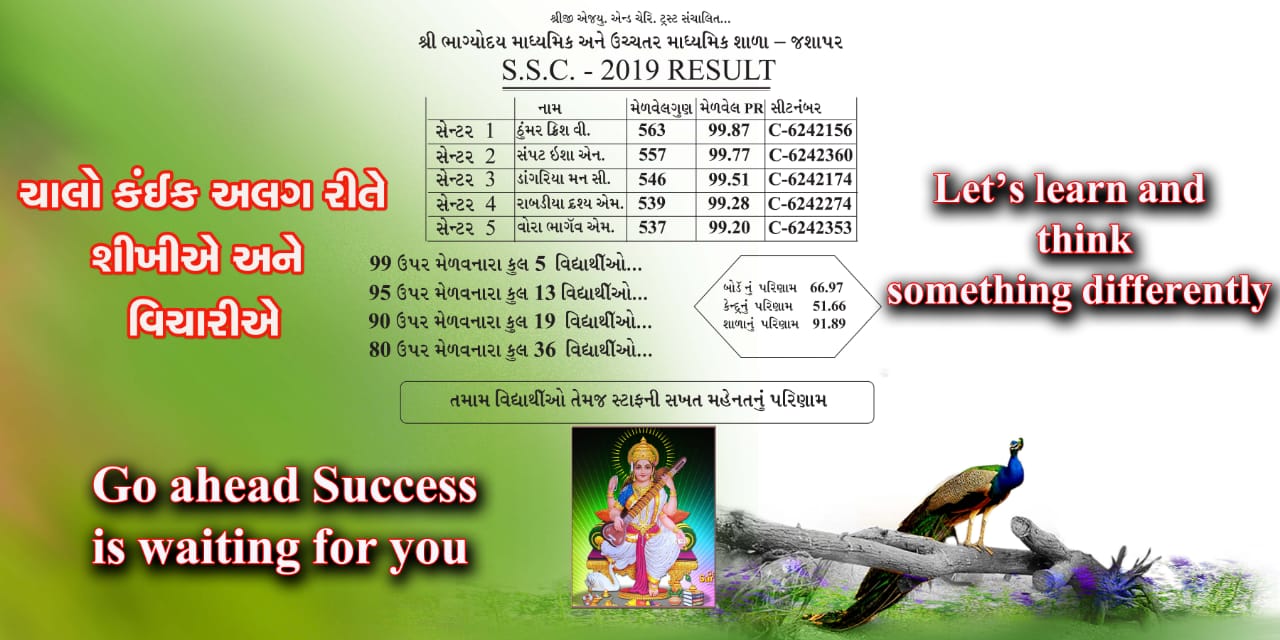 શ્રીજી એજયુ. એન્ડ ચેરિ. ટ્રસ્ટ સંચાલિત...
શ્રી ભાગ્યોદય માધ્યમિક અને ઉચ્ચતર માધ્યમિક શાળા – જશાપર
S.S.C. - 2019 RESULT
નામ મેળવેલગુણ મેળવેલ PR સીટનંબર
સેન્ટર 1 હુંમર ક્રિશ વી. 563 99.87 C-6242156
સેન્ટર 2 સંપટ ઇશા એન. 557 99.77 C-6242360
સેન્ટર 3 ડાંગરિયા મન સી. 546 99.51 C-6242174
સેન્ટર 4 રાબડીયા દ્રશ્ય એમ. 539 99.28 C-6242274
સેન્ટર 5 વોરા ભાર્ગવ એમ. 537 99.20 C-6242353
ચાલો કંઈક અલગ રીતે
શીખીએ અને
વિચારીએ
Let's learn and
think
something differently
99 ઉપર મેળવનારા કુલ 5 વિદ્યાર્થીઓ...
95 ઉપર મેળવનારા કુલ 13 વિદ્યાર્થીઓ...
90 ઉપર મેળવનારા કુલ 19 વિદ્યાર્થીઓ...
80 ઉપર મેળવનારા કુલ 36 વિદ્યાર્થીઓ...
બોર્ડનું પરિણામ 66.97
કેન્દ્રનું પરિણામ 51.66
શાળાનું પરિણામ 91.89
તમામ વિદ્યાર્થીઓ તેમજ સ્ટાફની સખત મહેનતનું પરિણામ
Go ahead Success
is waiting for you